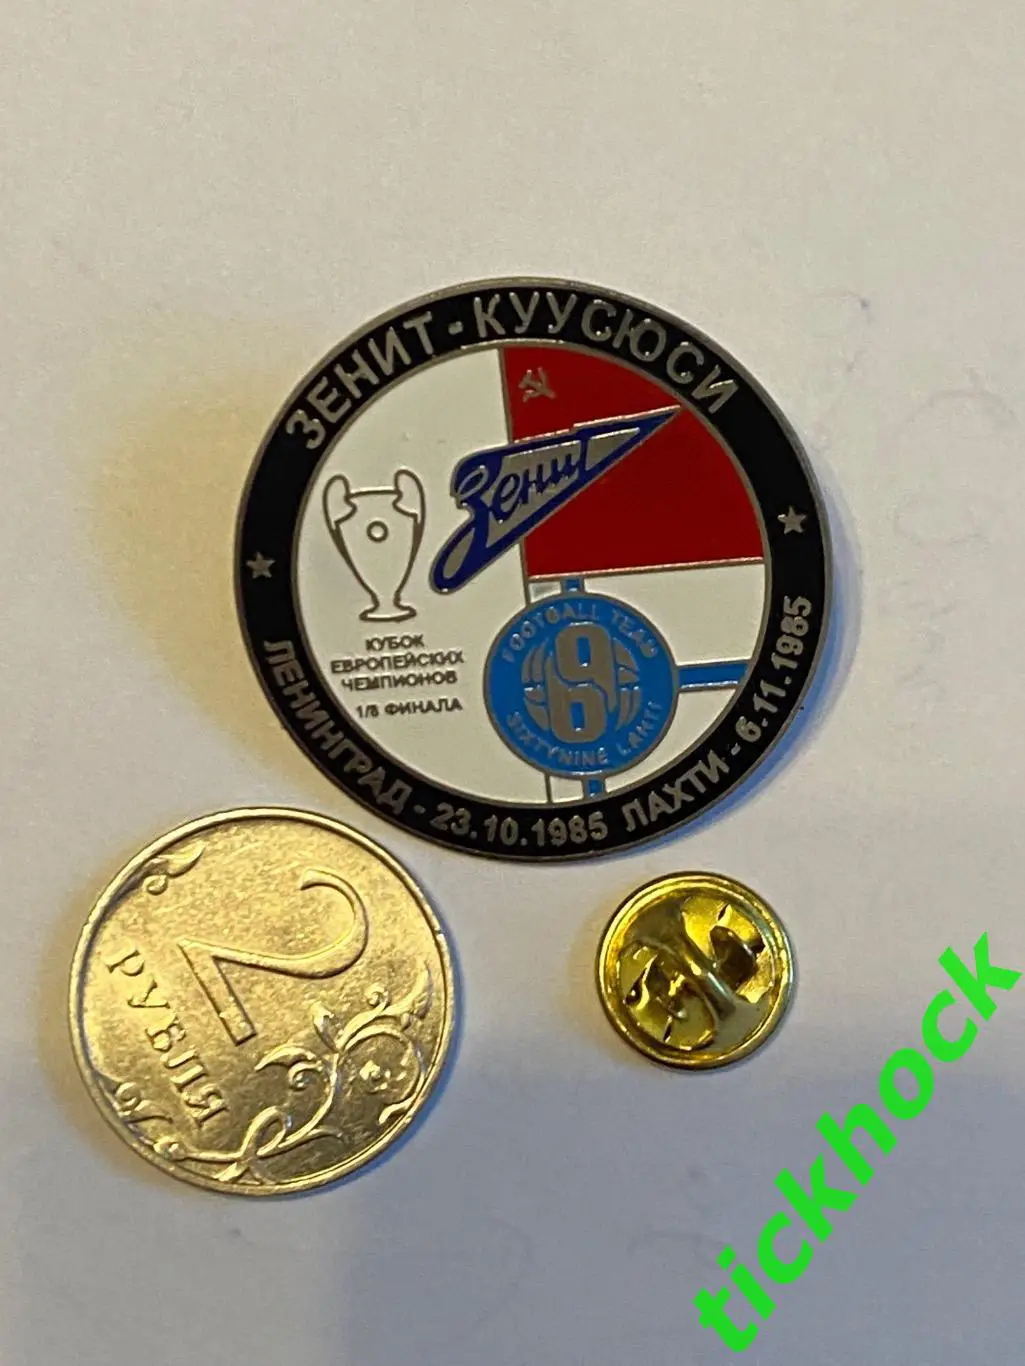 ЗЕНИТ - КУУСЮСИ
Зенит
КУБОК
ЕВРОПЕЙСКИХ
ЧЕМПИОНОВ
1/8 ФИНАЛА
FOOTBALL TEAM
69
SIXTYNINE LAHTI
ЛЕНИНГРАД - 23.10.1985 ЛАХТИ - 6.11.1985
2
РУБЛЯ
tickhock